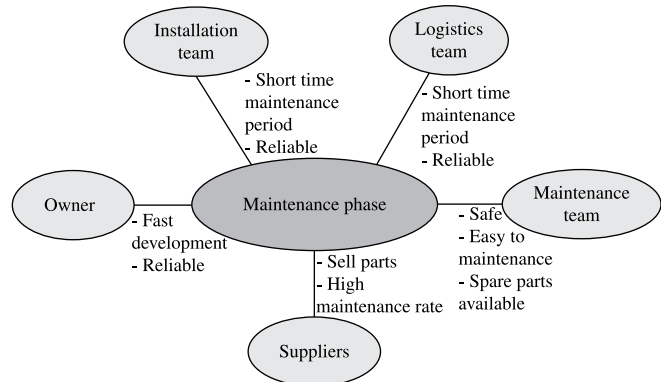 Installation
team
Logistics
team
- Short time
maintenance
period
- Reliable
- Short time
maintenance
period
- Reliable
Owner
Maintenance phase
Maintenance
team
- Fast
development
- Reliable
- Safe
- Easy to
maintenance
- Spare parts
available
- Sell parts
- High
maintenance rate
Suppliers